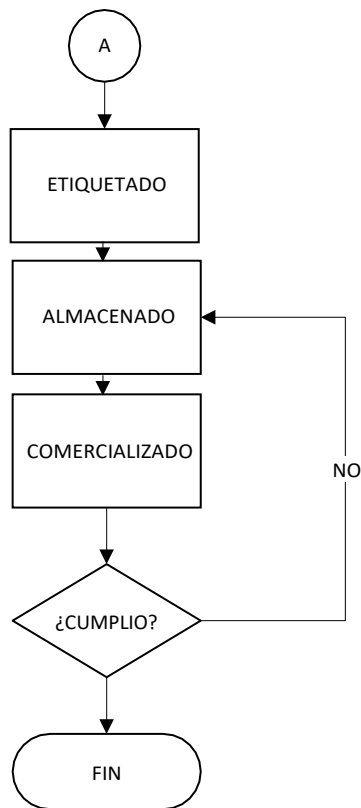 A
ETIQUETADO
ALMACENADO
COMERCIALIZADO
NO
¿CUMPLIO?
FIN